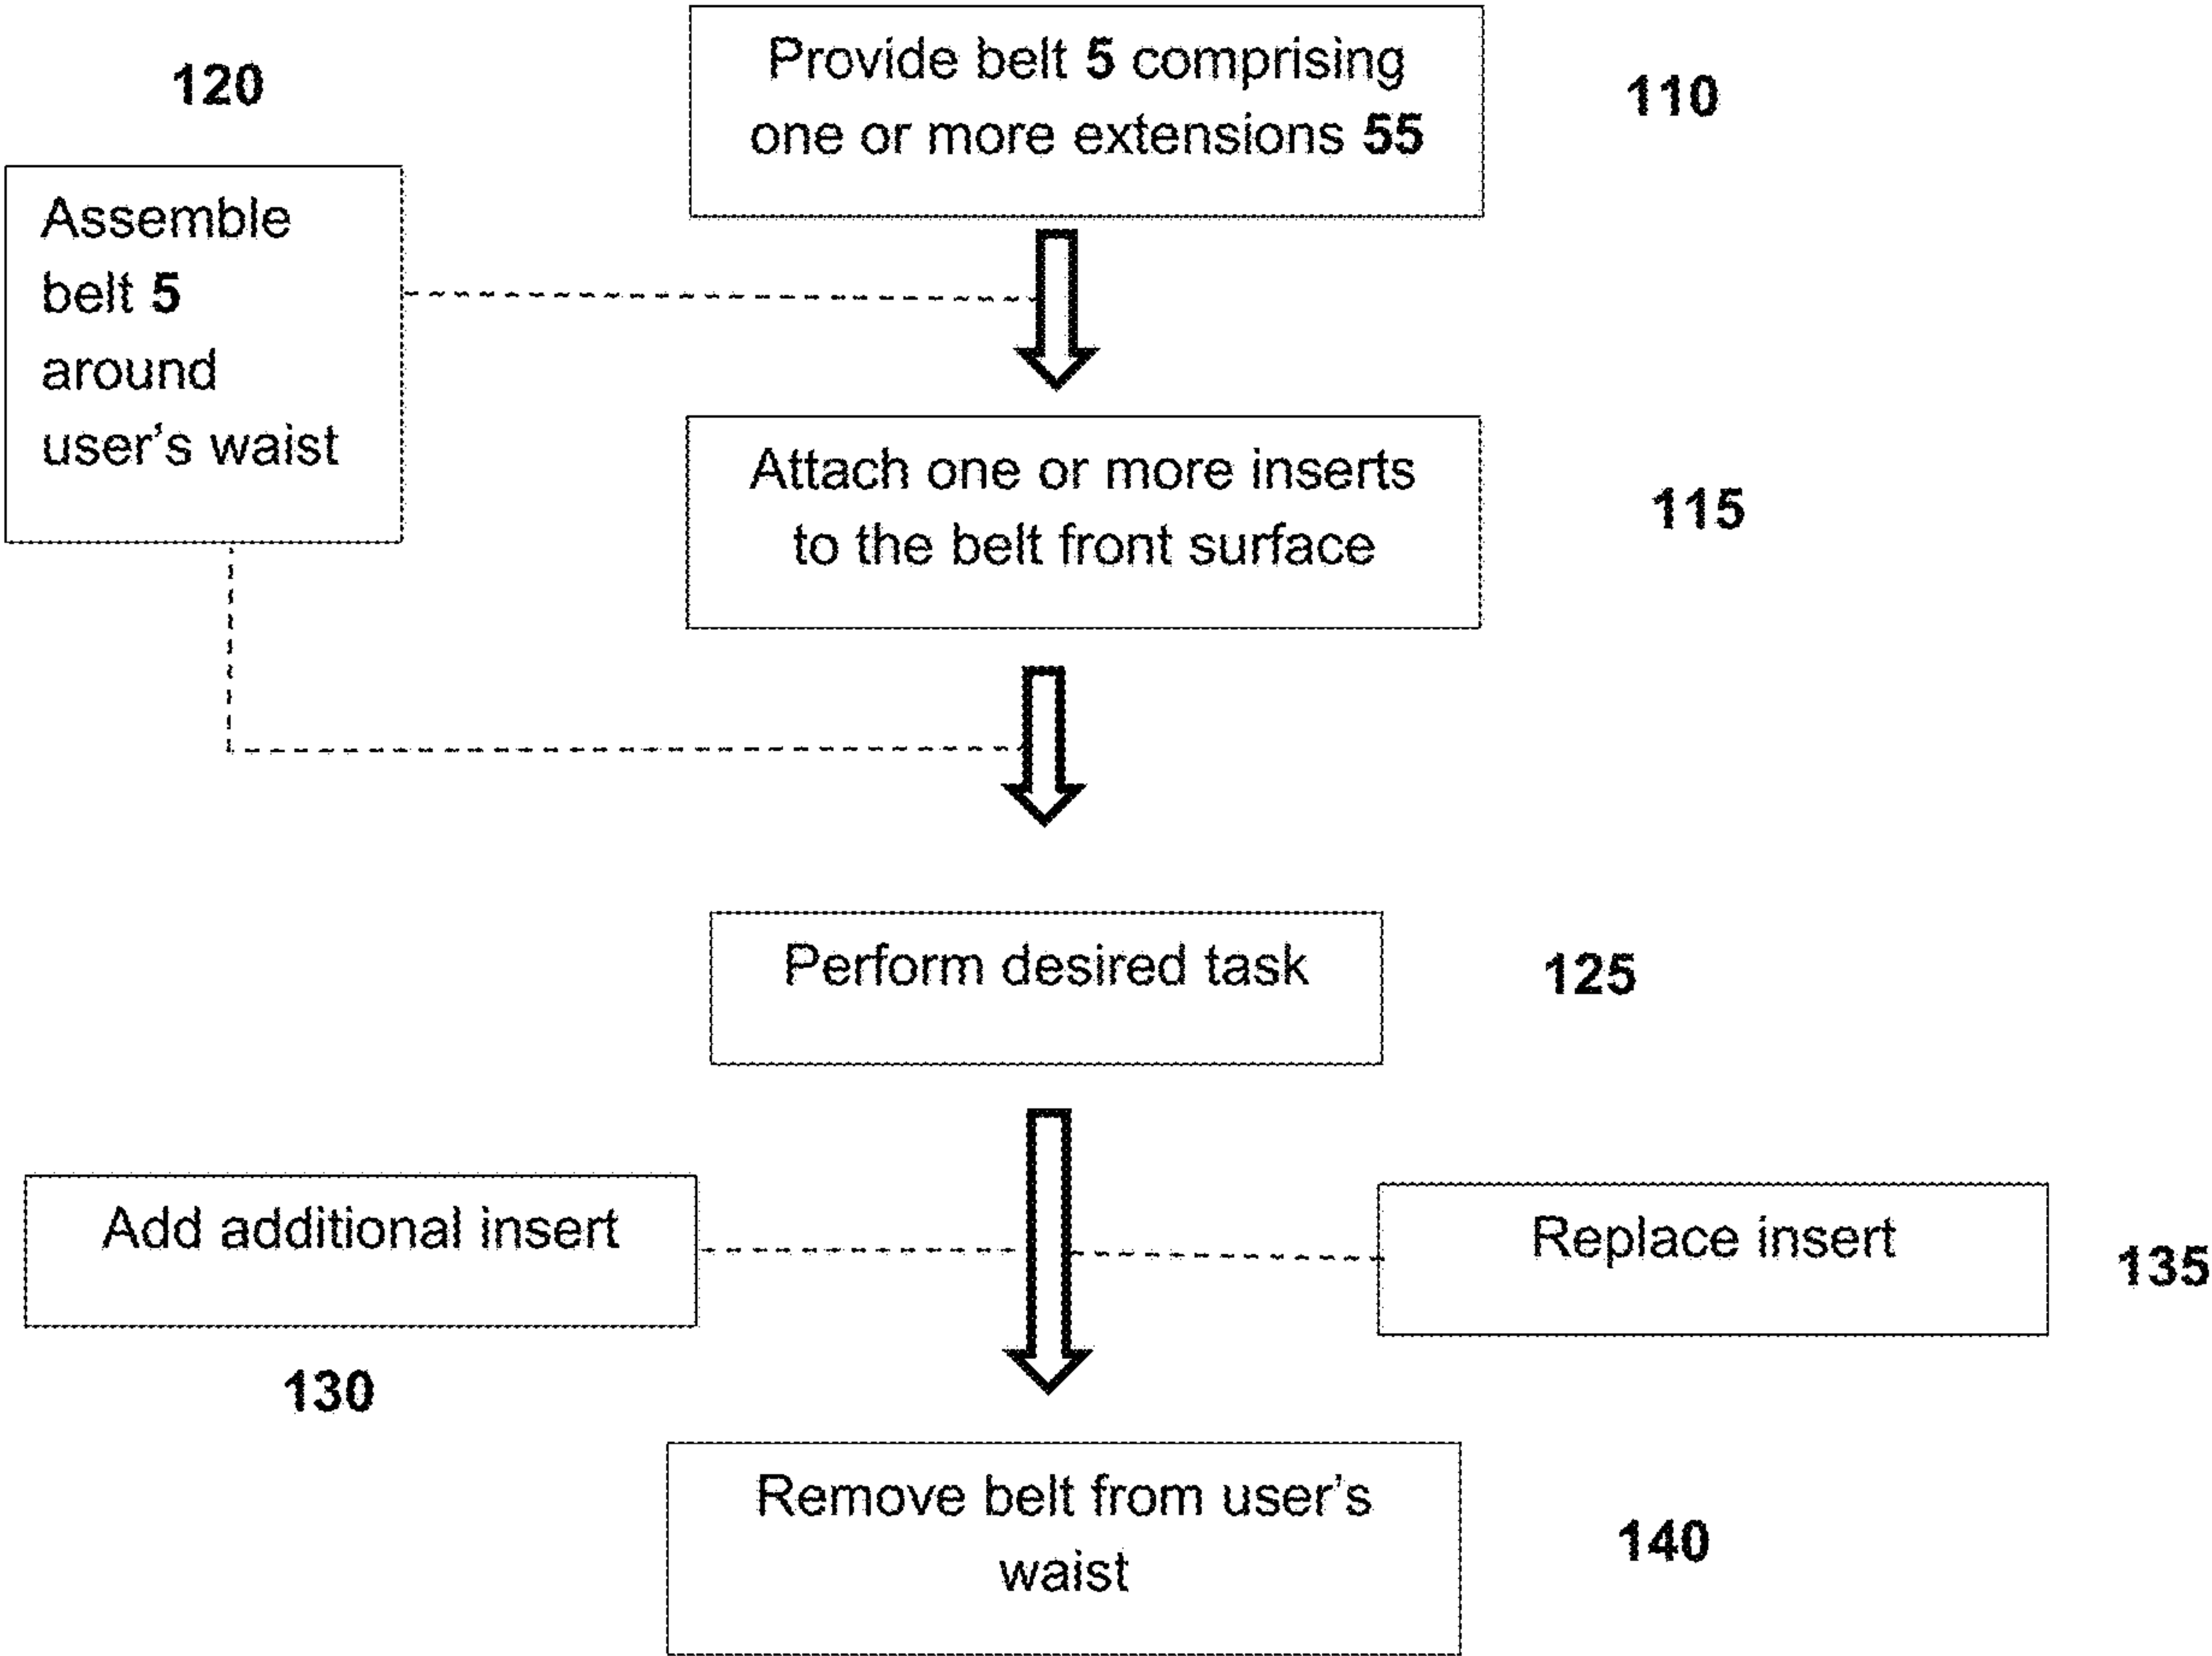 120
Provide belt 5 comprising
one or more extensions 55
110
Assemble
belt 5
around
user's waist
Attach one or more inserts
to the belt front surface
115
Perform desired task
125
Add additional insert
130
Replace insert
135
Remove belt from user's
waist
140